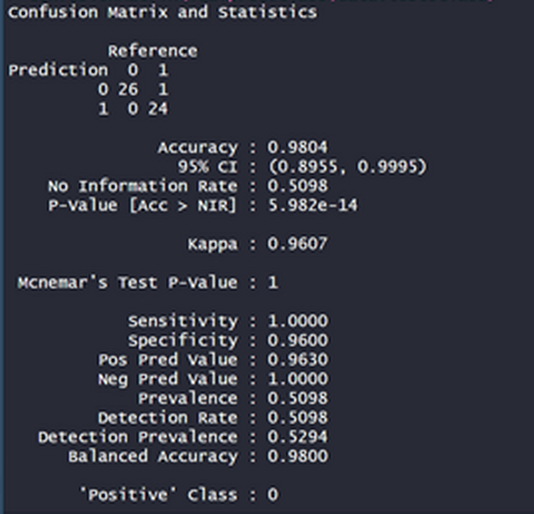 Confusion Matrix and Statistics
Reference
Prediction 0 1
0 26 1
1 0 24
Accuracy : 0.9804
95% CI : (0.8955, 0.9995)
No Information Rate : 0.5098
P-Value [Acc > NIR] : 5.982e-14
Kappa : 0.9607
Mcnemar's Test P-Value : 1
Sensitivity : 1.0000
Specificity : 0.9600
Pos Pred Value : 0.9630
Neg Pred Value : 1.0000
Prevalence : 0.5098
Detection Rate : 0.5098
Detection Prevalence : 0.5294
Balanced Accuracy : 0.9800
'Positive' Class : 0